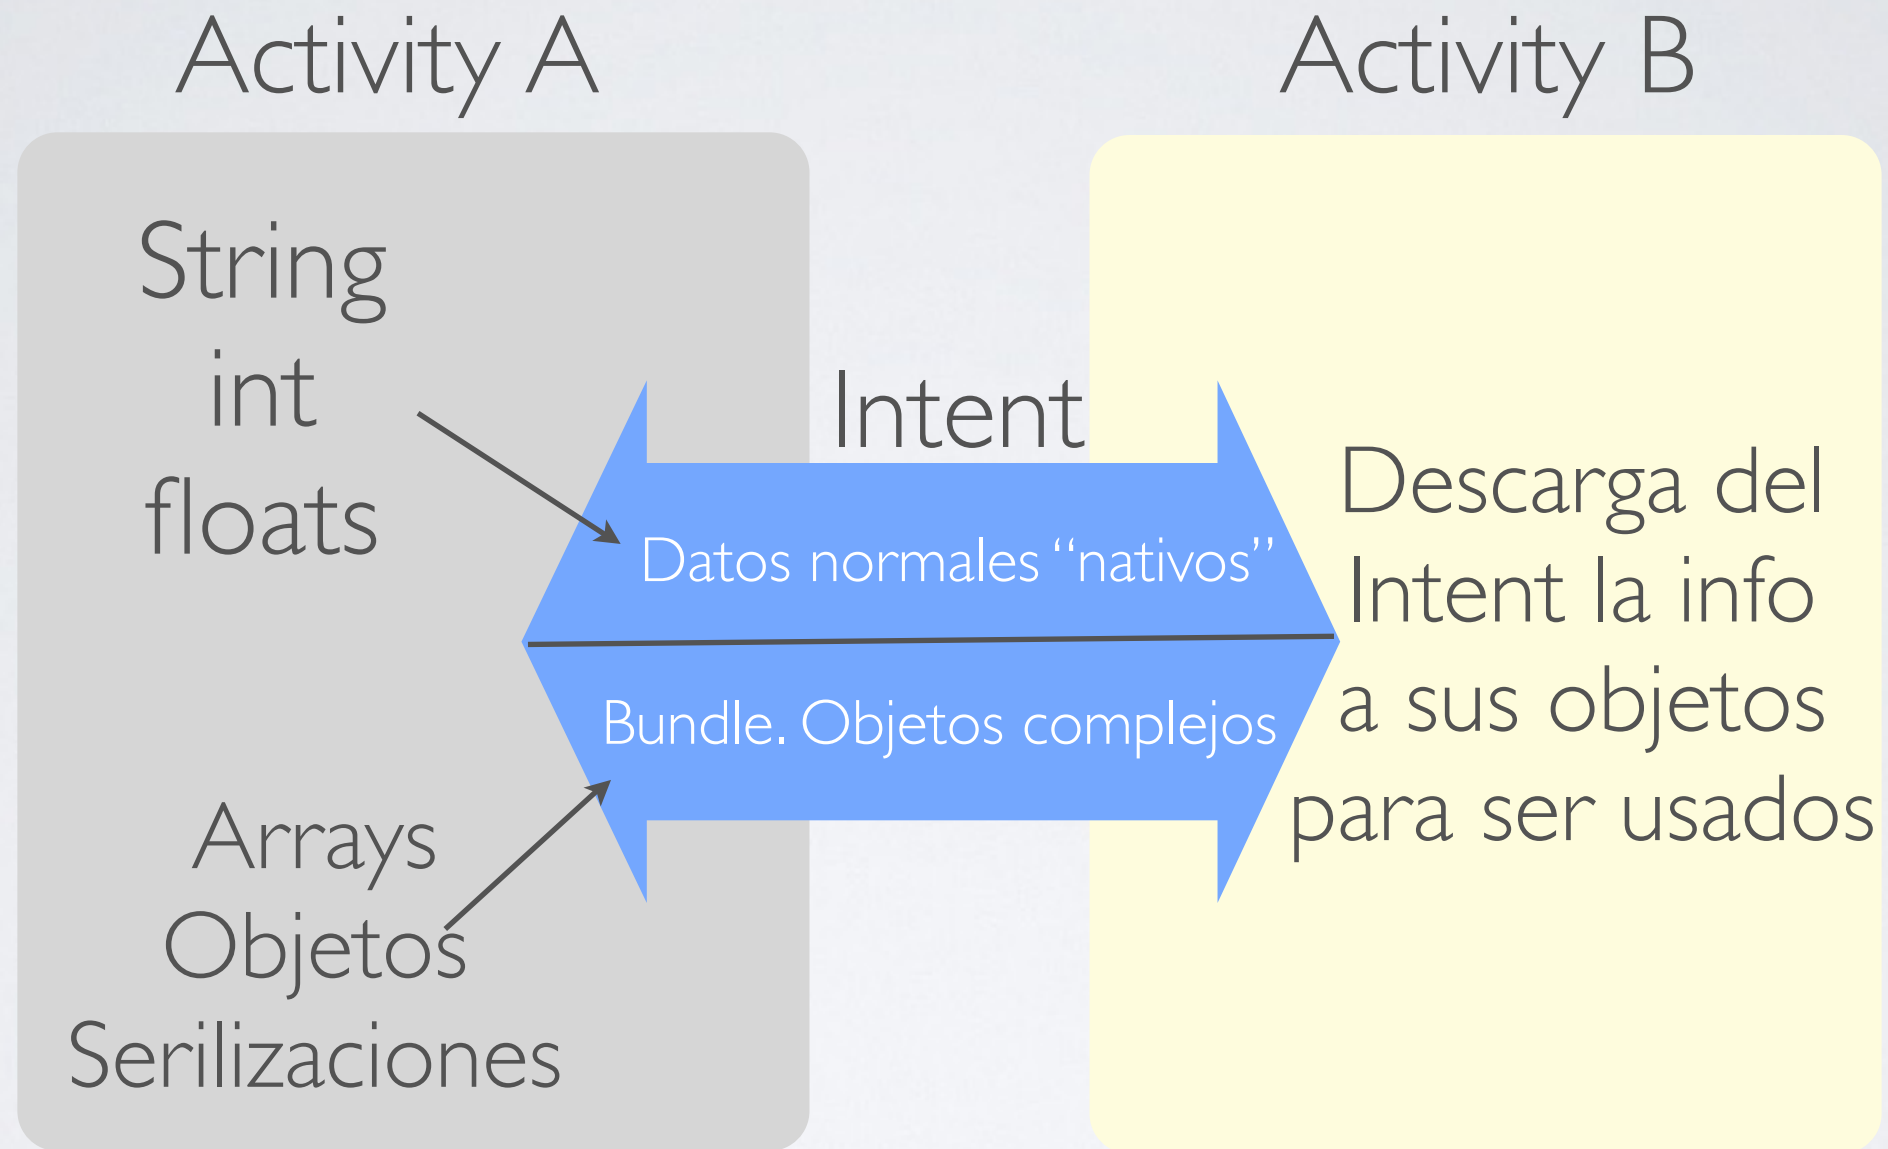 Activity A
Activity B
String
int
floats
Intent
Datos normales “nativos”
Bundle. Objetos complejos
Arrays
Objetos
Serilizaciones
Descarga del
Intent la info
a sus objetos
para ser usados